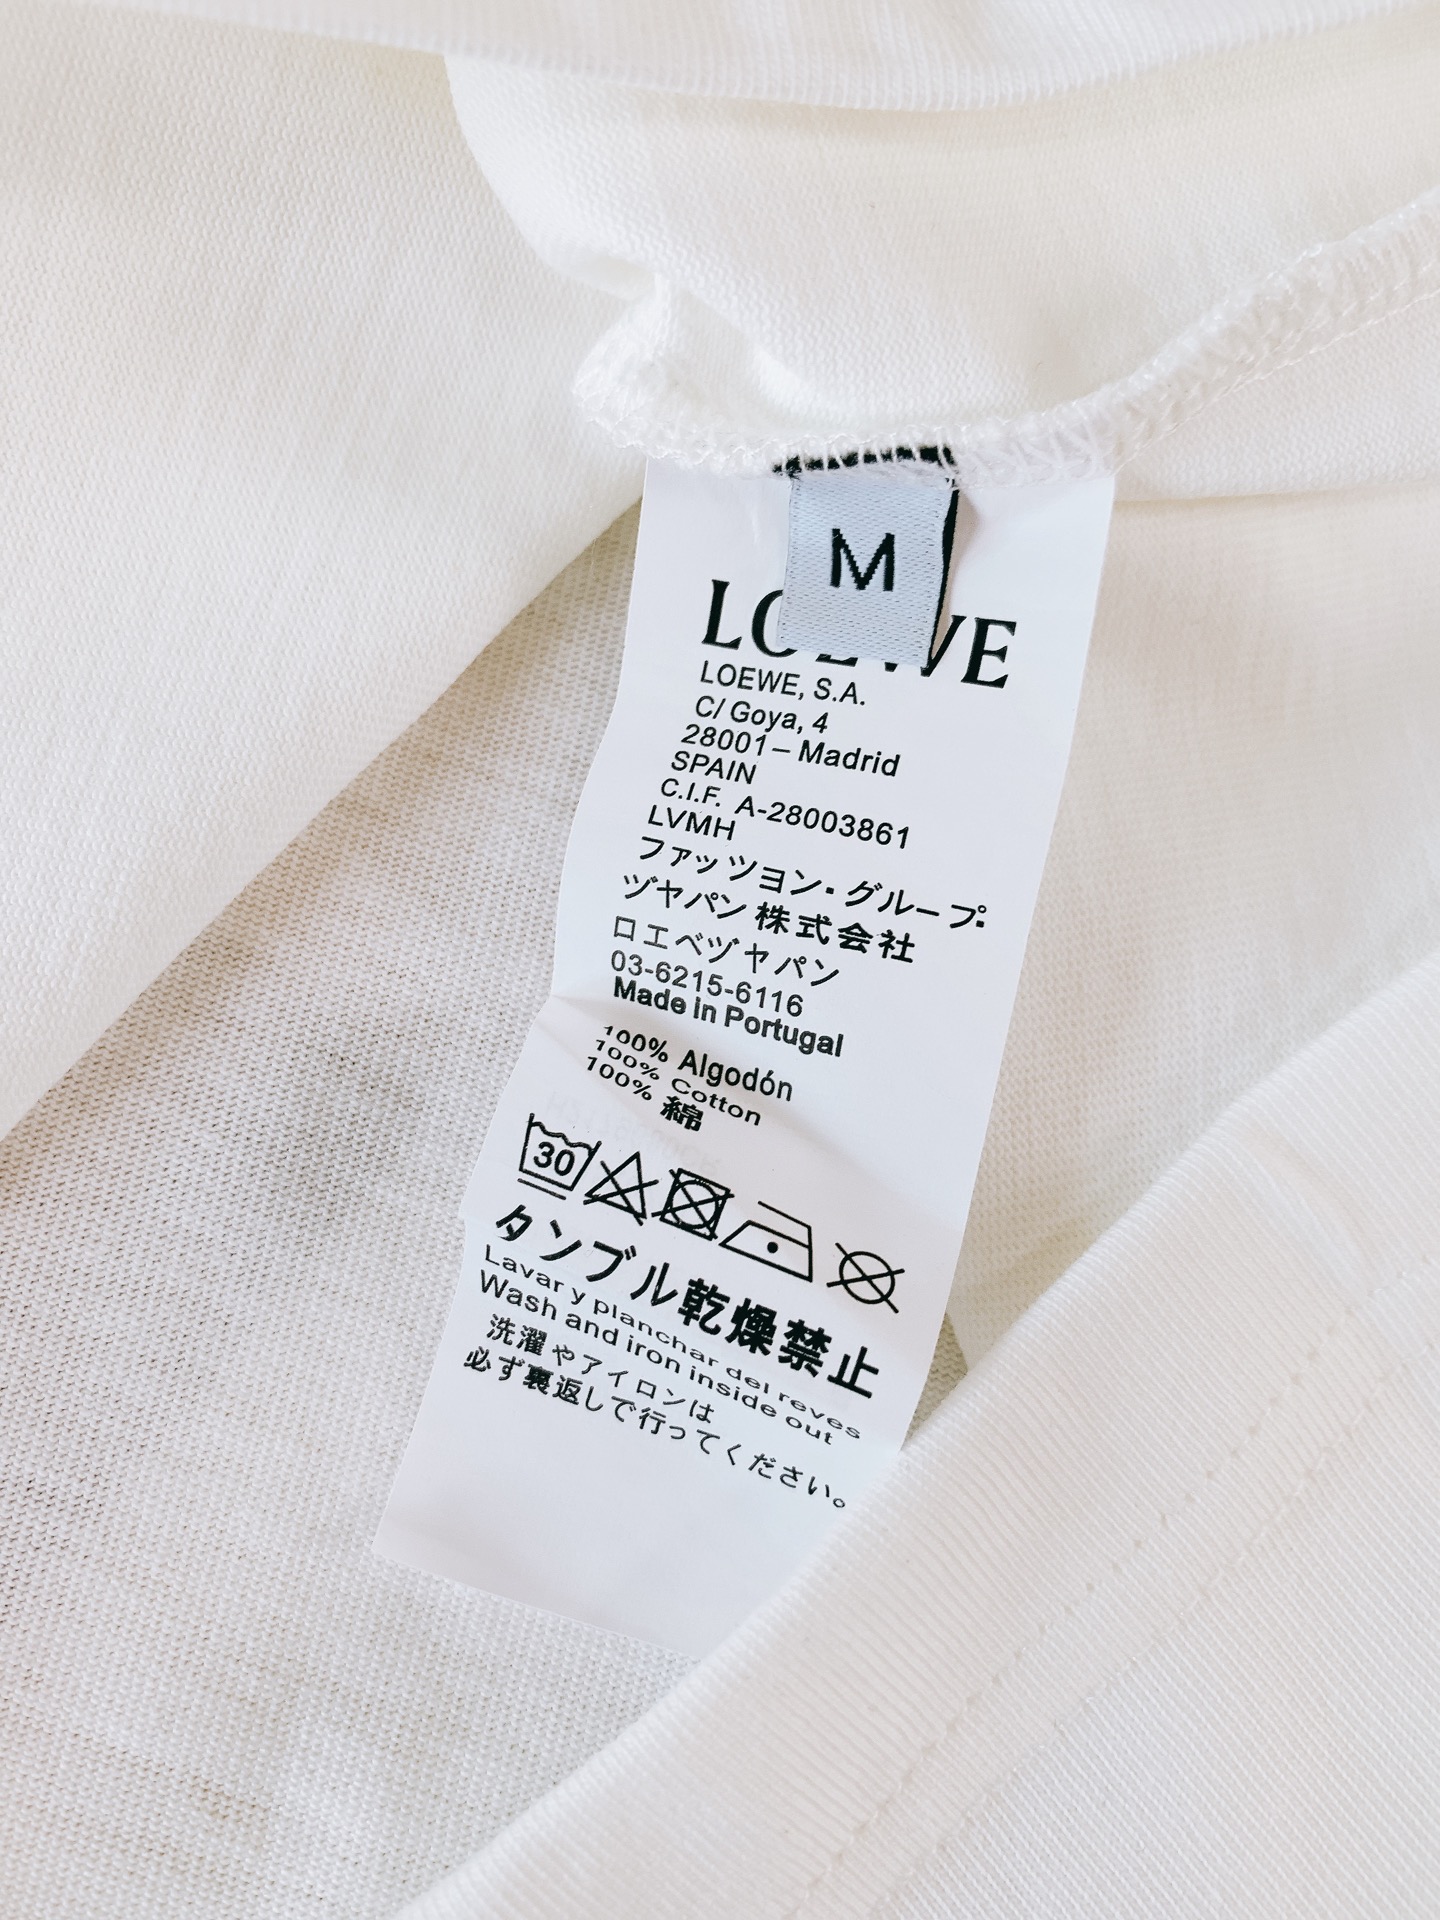 M
LOEWE
LOEWE, S.A.
C/ Goya, 4
28001 – Madrid
SPAIN
C.I.F. A-28003861
LVMH
ファッツヨン・グループ.
ヅヤパン株式会社
ロエベヅヤパン
03-6215-6116
Made in Portugal
100% Algodón
100% Cotton
100% 綿
30
タンブル乾燥禁止
Lavar y planchar del reves
Wash and iron inside out
洗濯やアイロンは
必ず裏返しで行ってください。